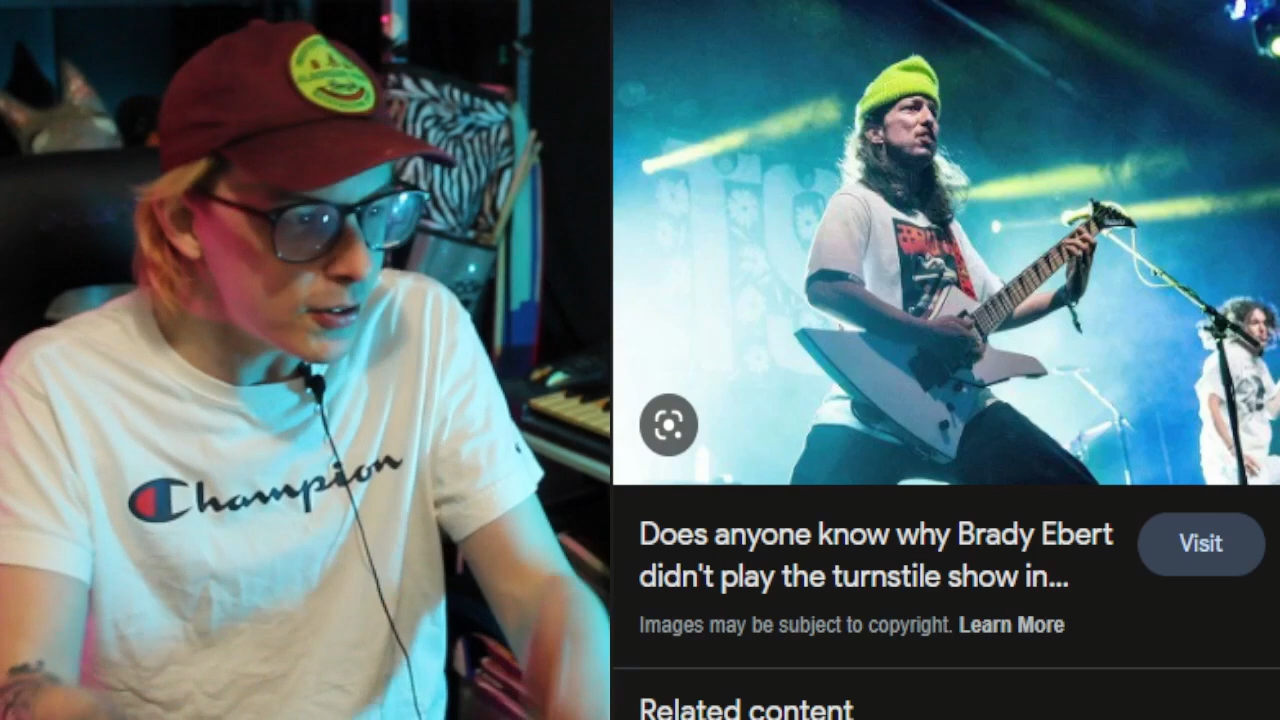 Champion
Does anyone know why Brady Ebert
didn't play the turnstile show in...
Visit
Images may be subject to copyright. Learn More
Related content